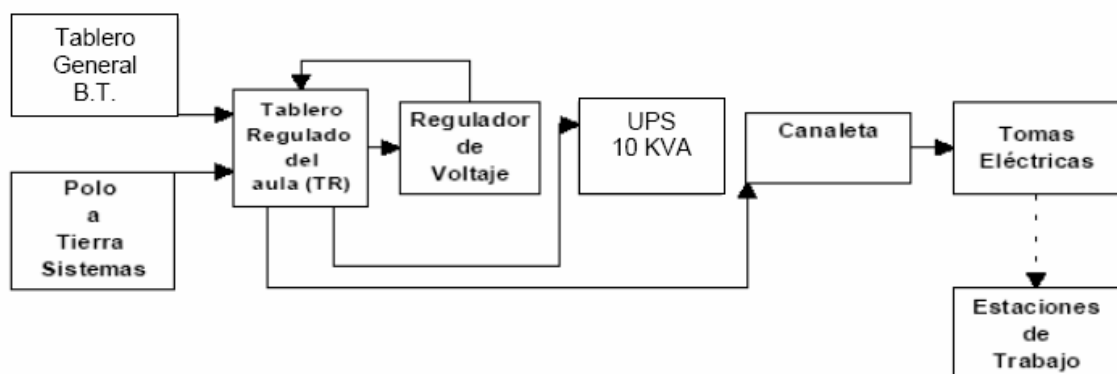 Tablero
General
B.T.
Polo
a
Tierra
Sistemas
Tablero
Regulado
del
aula (TR)
Regulador
de
Voltaje
UPS
10 KVA
Canaleta
Tomas
Eléctricas
Estaciones
de
Trabajo